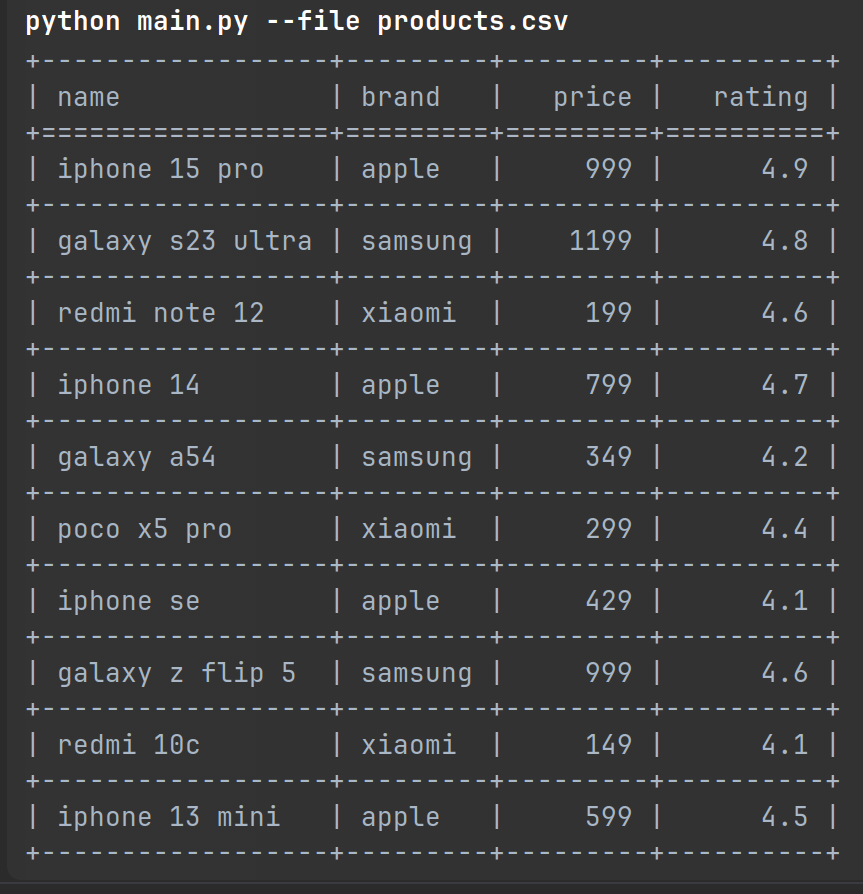 python main.py --file products.csv
+------------------+---------+---------+----------+
| name             | brand   |   price |   rating |
+==================+=========+=========+==========+
| iphone 15 pro    | apple   |     999 |      4.9 |
+------------------+---------+---------+----------+
| galaxy s23 ultra | samsung |    1199 |      4.8 |
+------------------+---------+---------+----------+
| redmi note 12    | xiaomi  |     199 |      4.6 |
+------------------+---------+---------+----------+
| iphone 14        | apple   |     799 |      4.7 |
+------------------+---------+---------+----------+
| galaxy a54       | samsung |     349 |      4.2 |
+------------------+---------+---------+----------+
| poco x5 pro      | xiaomi  |     299 |      4.4 |
+------------------+---------+---------+----------+
| iphone se        | apple   |     429 |      4.1 |
+------------------+---------+---------+----------+
| galaxy z flip 5  | samsung |     999 |      4.6 |
+------------------+---------+---------+----------+
| redmi 10c        | xiaomi  |     149 |      4.1 |
+------------------+---------+---------+----------+
| iphone 13 mini   | apple   |     599 |      4.5 |
+------------------+---------+---------+----------+